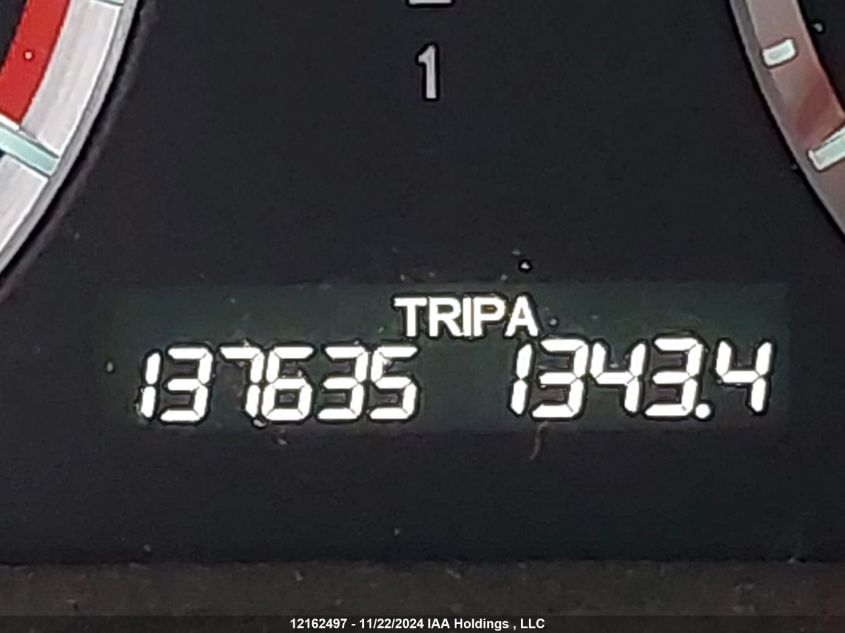 1
TRIPA
137635 1343.4
12162497 - 11/22/2024 IAA Holdings , LLC